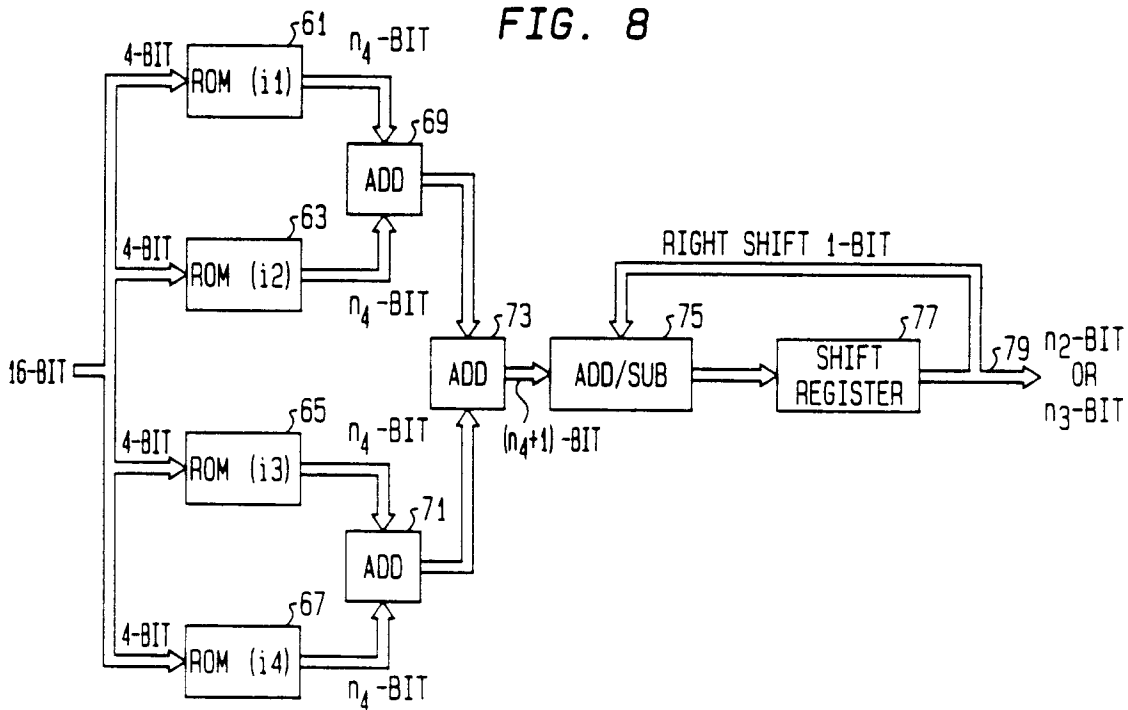 FIG. 8
61
4-BIT
ROM (i1)
n₄-BIT
69
ADD
63
4-BIT
ROM (i2)
n₄-BIT
RIGHT SHIFT 1-BIT
73
75
77
79
16-BIT
ADD
ADD/SUB
SHIFT
REGISTER
n₂-BIT
OR
n₃-BIT
(n₄+1)-BIT
65
4-BIT
ROM (i3)
n₄-BIT
71
ADD
67
4-BIT
ROM (i4)
n₄-BIT